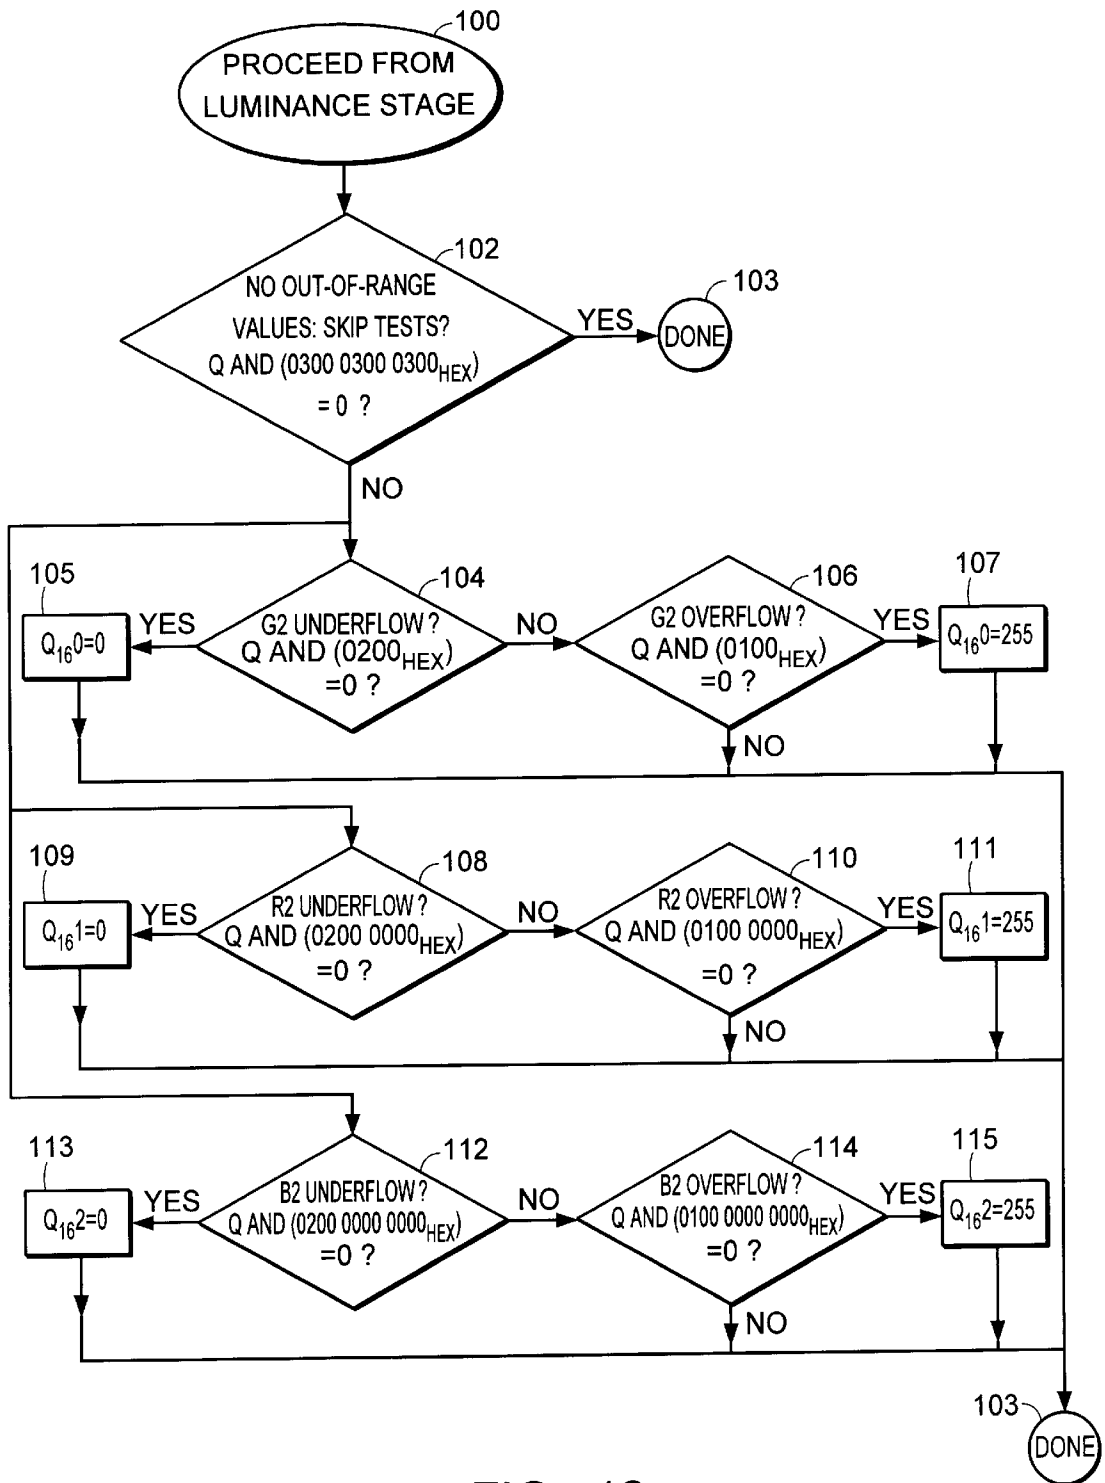 100
PROCEED FROM
LUMINANCE STAGE
102
NO OUT-OF-RANGE
VALUES: SKIP TESTS?
Q AND (0300 0300 0300HEX)
= 0 ?
YES
103
DONE
NO
105
Q160=0
YES
104
G2 UNDERFLOW?
Q AND (0200HEX)
=0 ?
NO
106
G2 OVERFLOW?
Q AND (0100HEX)
=0 ?
YES
107
Q160=255
NO
109
Q161=0
YES
108
R2 UNDERFLOW?
Q AND (0200 0000HEX)
=0 ?
NO
110
R2 OVERFLOW?
Q AND (0100 0000HEX)
=0 ?
YES
111
Q161=255
NO
113
Q162=0
YES
112
B2 UNDERFLOW?
Q AND (0200 0000 0000HEX)
=0 ?
NO
114
B2 OVERFLOW?
Q AND (0100 0000 0000HEX)
=0 ?
YES
115
Q162=255
NO
103
DONE